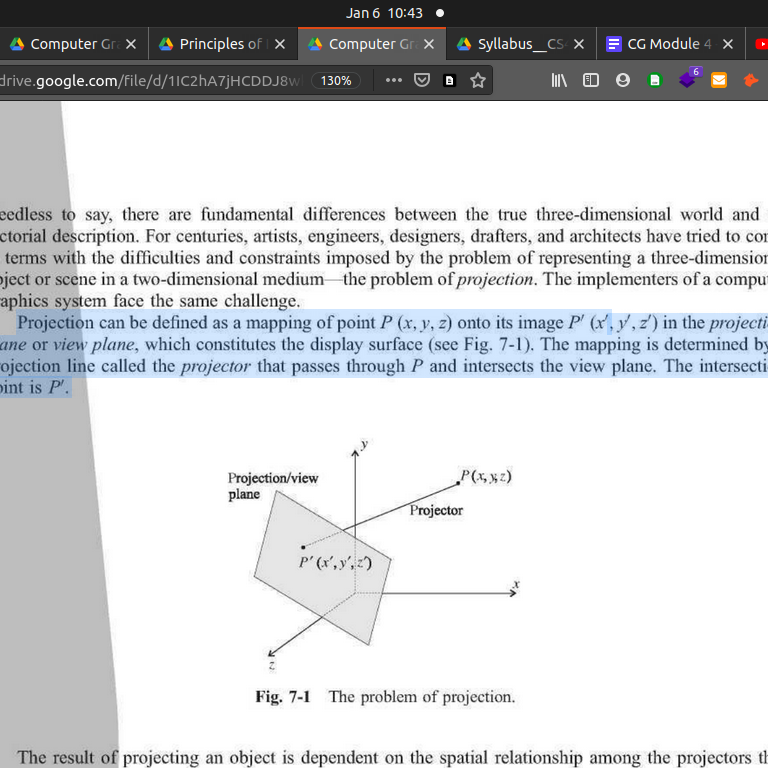 Jan 6 10:43
Computer Gr
Principles of
Computer Gr
Syllabus__CS
CG Module 4
drive.google.com/file/d/1IC2hA7jHCDDJ8w
130%
6
eedless to say, there are fundamental differences between the true three-dimensional world and
ctorial description. For centuries, artists, engineers, designers, drafters, and architects have tried to con
terms with the difficulties and constraints imposed by the problem of representing a three-dimension
bject or scene in a two-dimensional medium—the problem of projection. The implementers of a compu
aphics system face the same challenge.
Projection can be defined as a mapping of point P (x, y, z) onto its image P′ (x′, y′, z′) in the projecti
ane or view plane, which constitutes the display surface (see Fig. 7-1). The mapping is determined by
ojection line called the projector that passes through P and intersects the view plane. The intersecti
oint is P′.
y
Projection/view
plane
P(x, y, z)
Projector
P′ (x′, y′, z′)
x
z
Fig. 7-1 The problem of projection.
The result of projecting an object is dependent on the spatial relationship among the projectors th